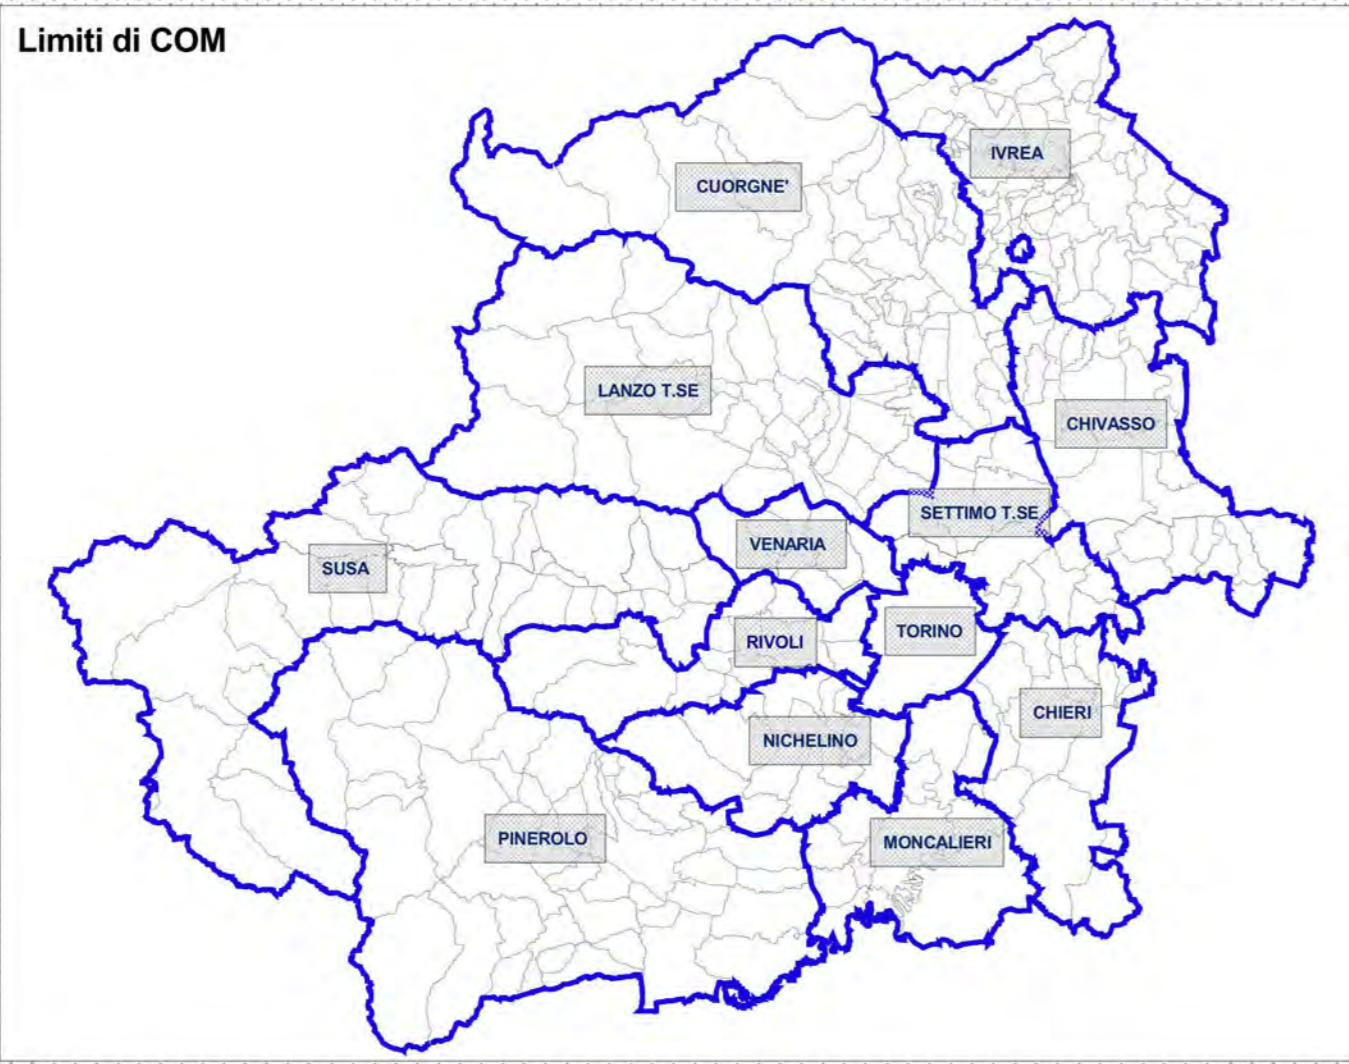 Limiti di COM
IVREA
CUORGNE'
LANZO T.SE
CHIVASSO
SETTIMO T.SE
VENARIA
SUSA
TORINO
RIVOLI
CHIERI
NICHELINO
PINEROLO
MONCALIERI